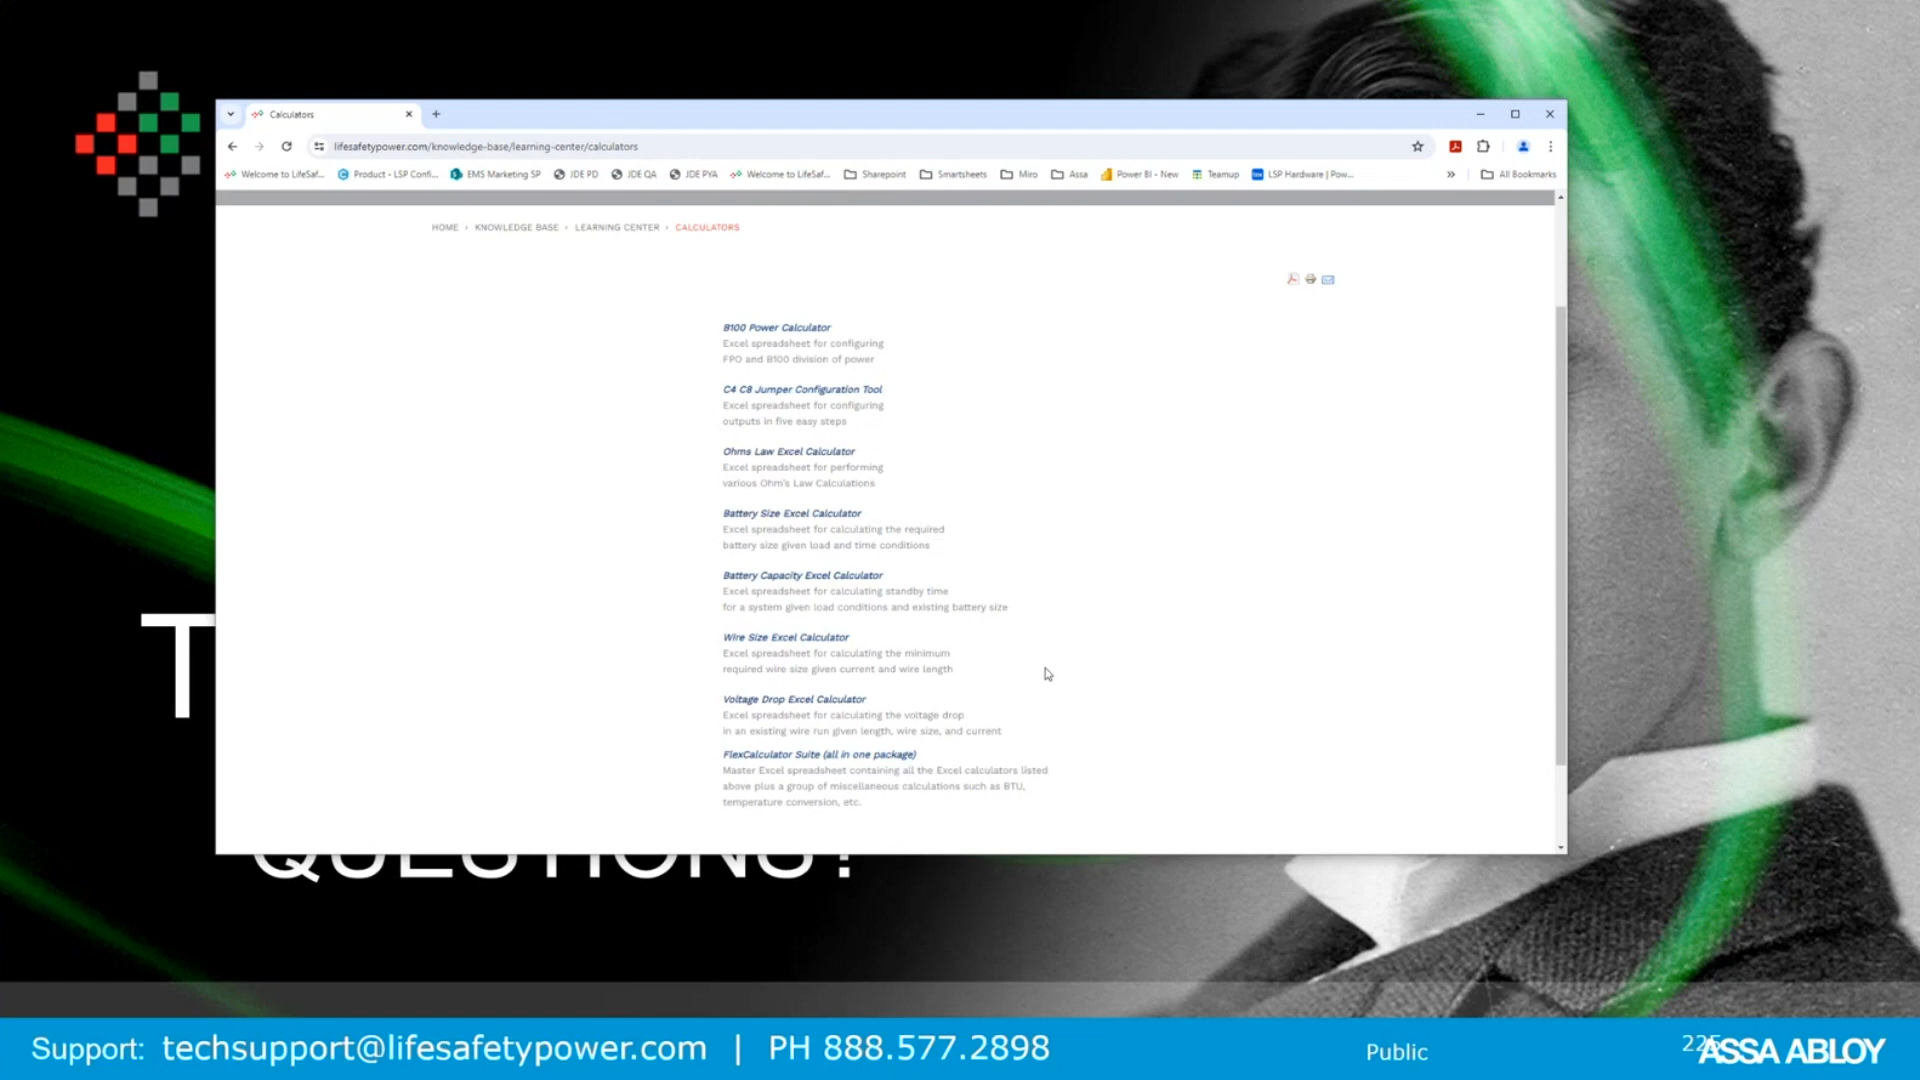 Calculators
lifesafetypower.com/knowledge-base/learning-center/calculators
Welcome to LifeSaf... Product - LSP Confi... EMS Marketing SP JDE PD JDE QA JDE PYA Welcome to LifeSaf... Sharepoint Smartsheets Miro Assa Power BI - New Teamup LSP Hardware | Pow... » All Bookmarks
HOME › KNOWLEDGE BASE › LEARNING CENTER › CALCULATORS
B100 Power Calculator
Excel spreadsheet for configuring
FPO and B100 division of power
C4 C8 Jumper Configuration Tool
Excel spreadsheet for configuring
outputs in five easy steps
Ohms Law Excel Calculator
Excel spreadsheet for performing
various Ohm's Law Calculations
Battery Size Excel Calculator
Excel spreadsheet for calculating the required
battery size given load and time conditions
Battery Capacity Excel Calculator
Excel spreadsheet for calculating standby time
for a system given load conditions and existing battery size
Wire Size Excel Calculator
Excel spreadsheet for calculating the minimum
required wire size given current and wire length
Voltage Drop Excel Calculator
Excel spreadsheet for calculating the voltage drop
in an existing wire run given length, wire size, and current
FlexCalculator Suite (all in one package)
Master Excel spreadsheet containing all the Excel calculators listed
above plus a group of miscellaneous calculations such as BTU,
temperature conversion, etc.
T
QUESTIONS?
Support: techsupport@lifesafetypower.com | PH 888.577.2898
Public
ASSA ABLOY